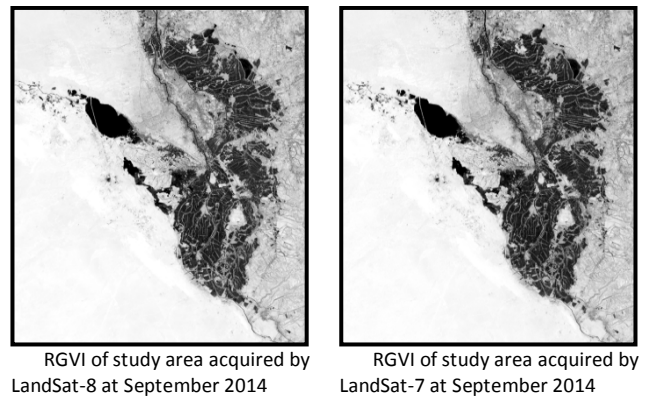 RGVI of study area acquired by
LandSat-8 at September 2014
RGVI of study area acquired by
LandSat-7 at September 2014